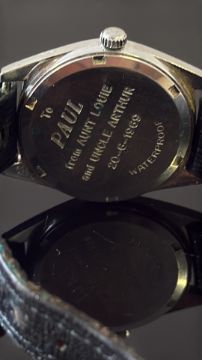 To
PAUL
from AUNT LOUIE
and UNCLE ARTHUR
20-6-1969
WATERPROOF